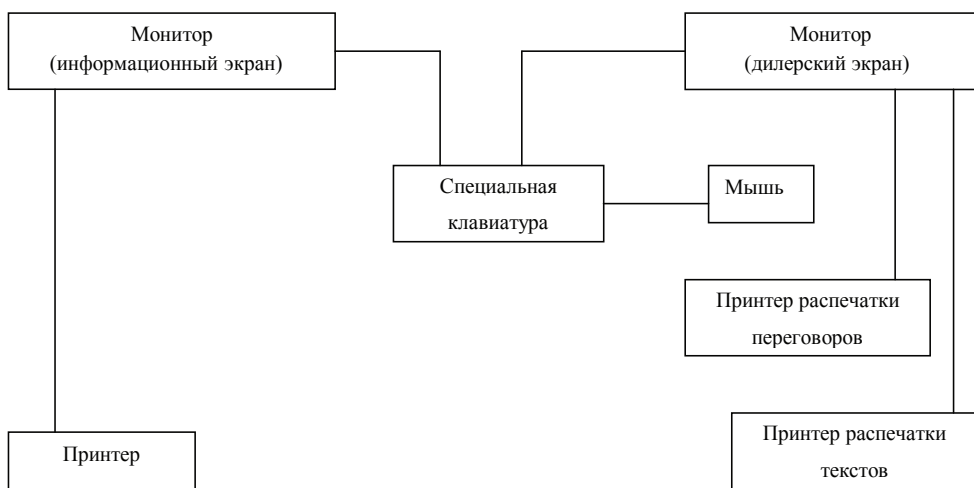 Монитор
(информационный экран)
Монитор
(дилерский экран)
Специальная
клавиатура
Мышь
Принтер распечатки
переговоров
Принтер
Принтер распечатки
текстов